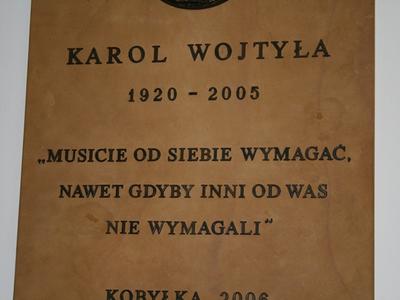 KAROL WOJTYŁA
1920 - 2005
„MUSICIE OD SIEBIE WYMAGAĆ,
NAWET GDYBY INNI OD WAS
NIE WYMAGALI"
KOBYŁKA 2006